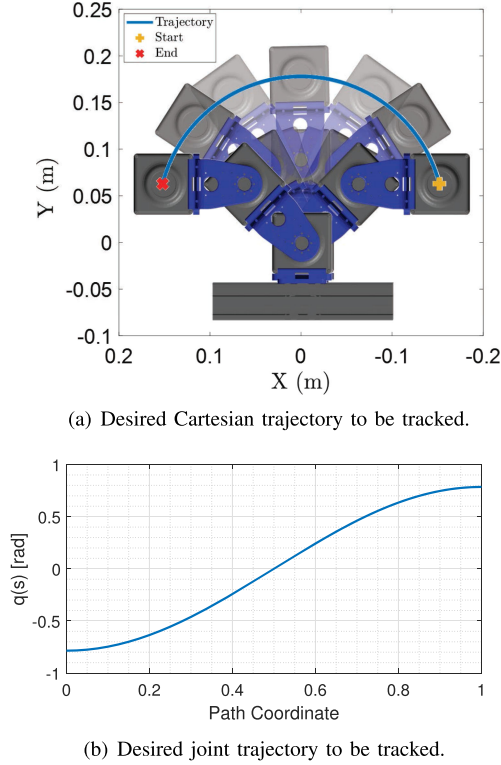 0.25
0.2
0.15
0.1
0.05
0
-0.05
-0.1
Y (m)
Trajectory
Start
End
0.2 0.1 0 -0.1 -0.2
X (m)
(a) Desired Cartesian trajectory to be tracked.
1
0.5
0
-0.5
-1
q(s) [rad]
0 0.2 0.4 0.6 0.8 1
Path Coordinate
(b) Desired joint trajectory to be tracked.